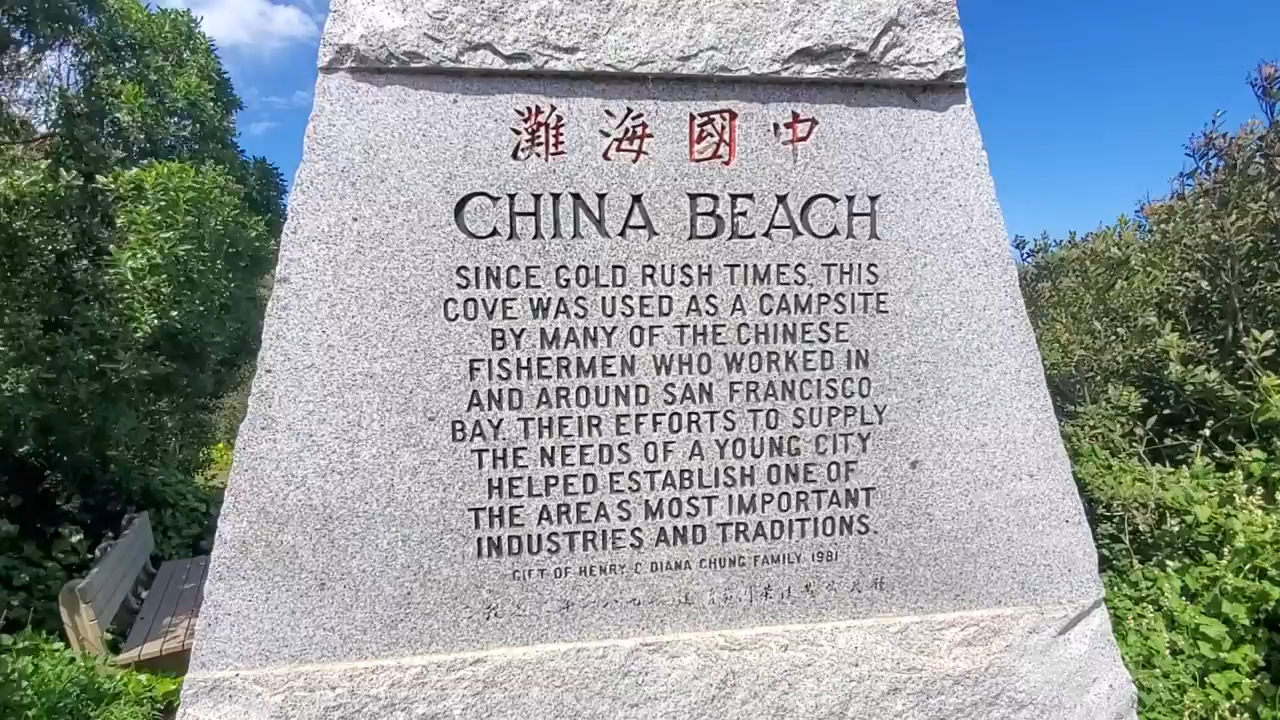 灘海國中
CHINA BEACH
SINCE GOLD RUSH TIMES, THIS
COVE WAS USED AS A CAMPSITE
BY MANY OF THE CHINESE
FISHERMEN WHO WORKED IN
AND AROUND SAN FRANCISCO
BAY. THEIR EFFORTS TO SUPPLY
THE NEEDS OF A YOUNG CITY
HELPED ESTABLISH ONE OF
THE AREA'S MOST IMPORTANT
INDUSTRIES AND TRADITIONS.
GIFT OF HENRY & DIANA CHUNG FAMILY 1981